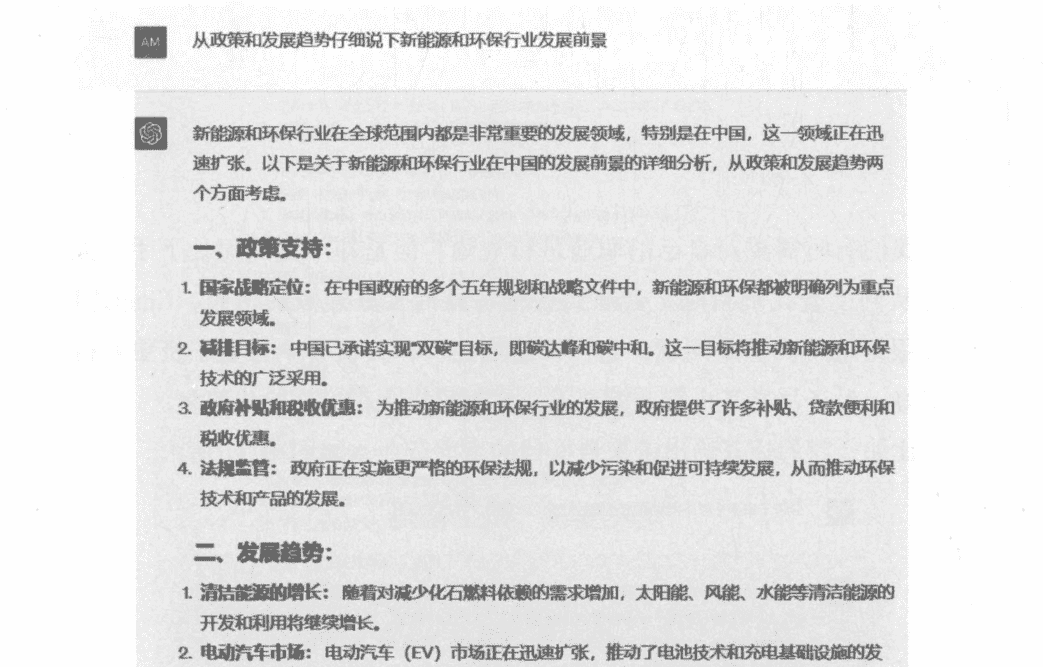 AM
从政策和发展趋势仔细说下新能源和环保行业发展前景
新能源和环保行业在全球范围内都是非常重要的发展领域，特别是在中国，这一领域正在迅
速扩张。以下是关于新能源和环保行业在中国的发展前景的详细分析，从政策和发展趋势两
个方面考虑。
一、政策支持：
1. 国家战略定位： 在中国政府的多个五年规划和战略文件中，新能源和环保都被明确列为重点
发展领域。
2. 减排目标： 中国已承诺实现"双碳"目标，即碳达峰和碳中和。这一目标将推动新能源和环保
技术的广泛采用。
3. 政府补贴和税收优惠： 为推动新能源和环保行业的发展，政府提供了许多补贴、贷款便利和
税收优惠。
4. 法规监管： 政府正在实施更严格的环保法规，以减少污染和促进可持续发展，从而推动环保
技术和产品的发展。
二、发展趋势：
1. 清洁能源的增长： 随着对减少化石燃料依赖的需求增加，太阳能、风能、水能等清洁能源的
开发和利用将继续增长。
2. 电动汽车市场： 电动汽车（EV）市场正在迅速扩张，推动了电池技术和充电基础设施的发